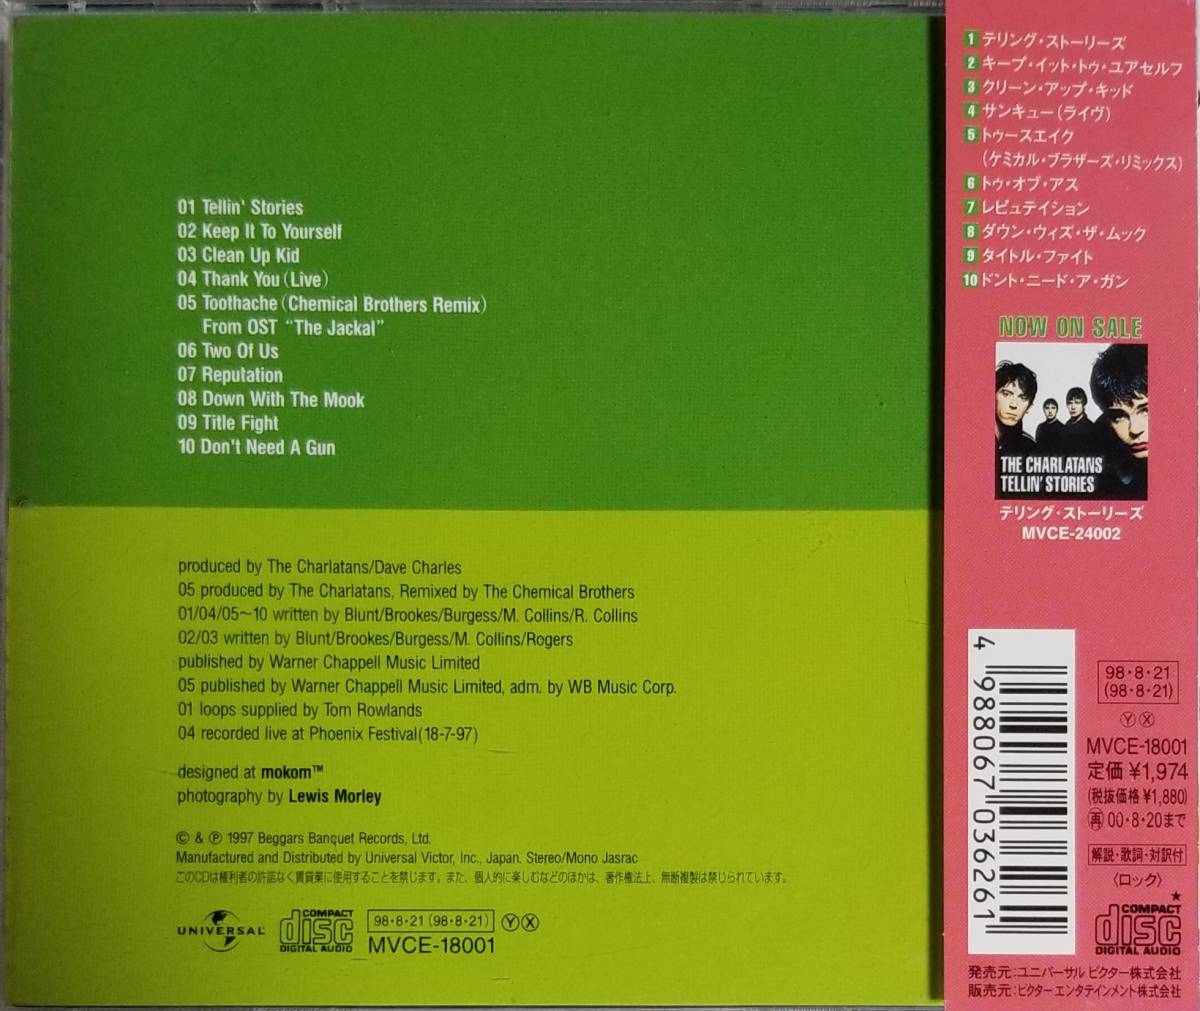 01 Tellin' Stories
02 Keep It To Yourself
03 Clean Up Kid
04 Thank You (Live)
05 Toothache (Chemical Brothers Remix)
From OST "The Jackal"
06 Two Of Us
07 Reputation
08 Down With The Mook
09 Title Fight
10 Don't Need A Gun
produced by The Charlatans/Dave Charles
05 produced by The Charlatans, Remixed by The Chemical Brothers
01/04/05~10 written by Blunt/Brookes/Burgess/M. Collins/R. Collins
02/03 written by Blunt/Brookes/Burgess/M. Collins/Rogers
published by Warner Chappell Music Limited
05 published by Warner Chappell Music Limited, adm. by WB Music Corp.
01 loops supplied by Tom Rowlands
04 recorded live at Phoenix Festival(18-7-97)
designed at mokom™
photography by Lewis Morley
© & ℗ 1997 Beggars Banquet Records, Ltd.
Manufactured and Distributed by Universal Victor, Inc., Japan. Stereo/Mono Jasrac
このCDは権利者の許諾なく賃貸業に使用することを禁じます。また、個人的に楽しむなどのほかは、著作権法上、無断複製は禁じられています。
UNIVERSAL
COMPACT
disc
DIGITAL AUDIO
98・8・21 (98・8・21) Ⓨ Ⓧ
MVCE-18001
1 テリング・ストーリーズ
2 キープ・イット・トゥ・ユアセルフ
3 クリーン・アップ・キッド
4 サンキュー(ライヴ)
5 トゥースエイク
(ケミカル・ブラザーズ・リミックス)
6 トゥ・オブ・アス
7 レピュテイション
8 ダウン・ウィズ・ザ・ムック
9 タイトル・ファイト
10 ドント・ニード・ア・ガン
NOW ON SALE
THE CHARLATANS
TELLIN' STORIES
テリング・ストーリーズ
MVCE-24002
4 988067 036261
98・8・21
(98・8・21)
Ⓨ Ⓧ
MVCE-18001
定価 ¥1,974
(税抜価格¥1,880)
㊢ 00・8・20まで
解説・歌詞・対訳付
〈ロック〉
★
COMPACT
disc
DIGITAL AUDIO
発売元:ユニバーサル ビクター株式会社
販売元:ビクターエンタテインメント株式会社